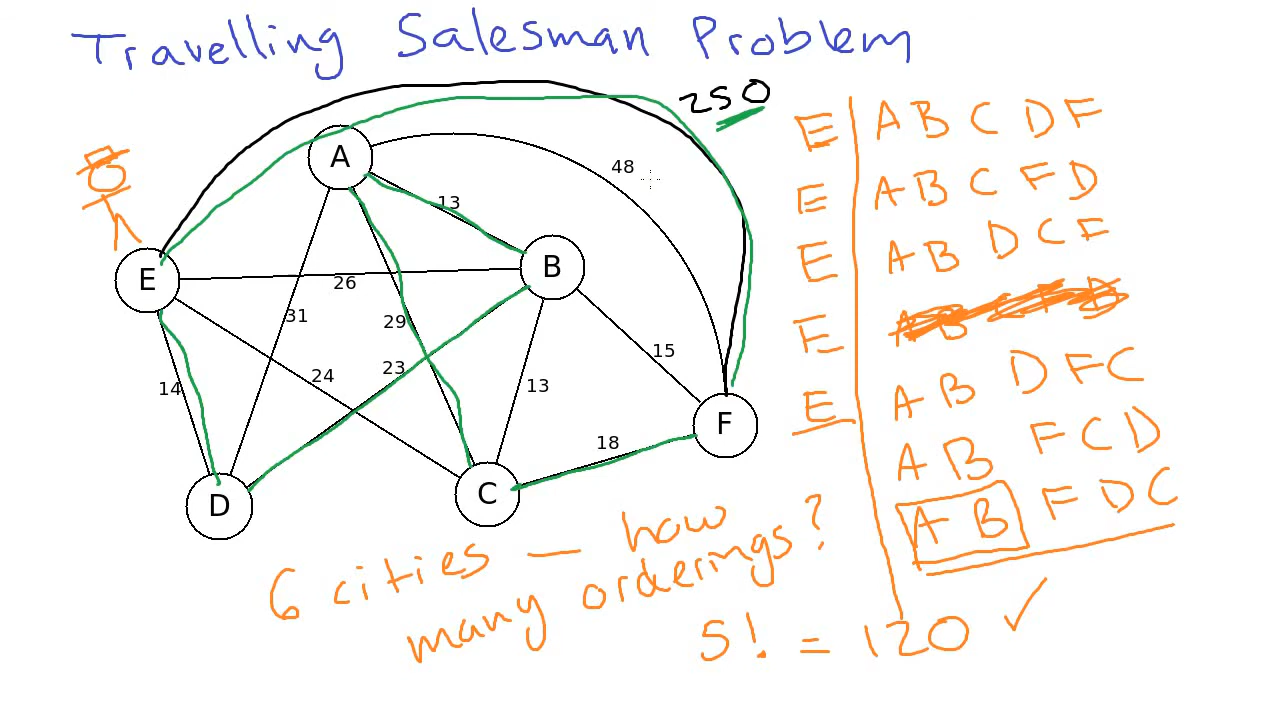 Travelling Salesman Problem
250
A
48
13
E
B
26
31
29
15
24
23
14
13
18
F
D
C
E A B C D F
E A B C F D
E A B D C F
E
E A B D F C
A B F C D
A B F D C
6 cities — how
many orderings?
5! = 120 ✓